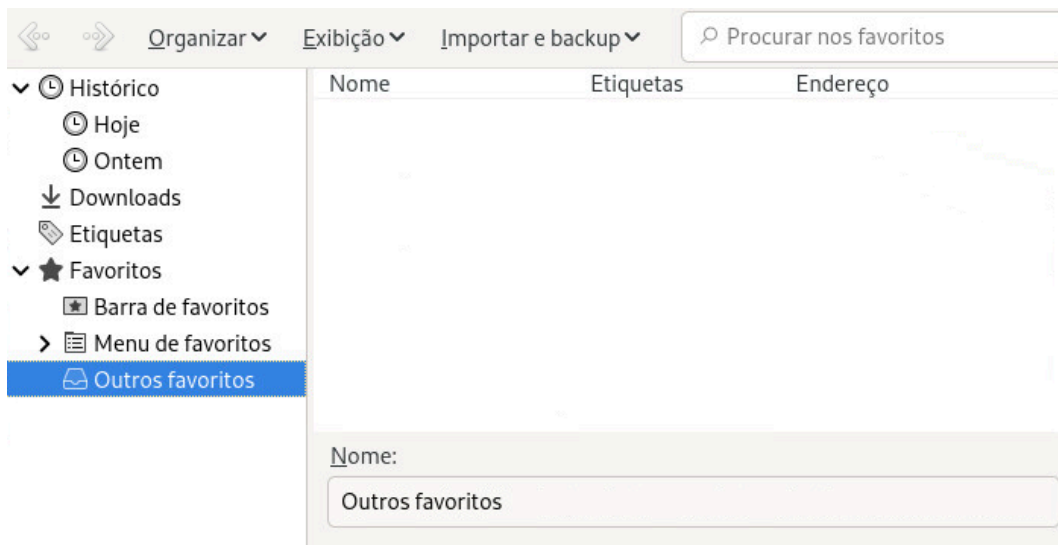 Organizar Exibição Importar e backup Procurar nos favoritos
Histórico
Hoje
Ontem
Downloads
Etiquetas
Favoritos
Barra de favoritos
Menu de favoritos
Outros favoritos
Nome Etiquetas Endereço
Nome:
Outros favoritos